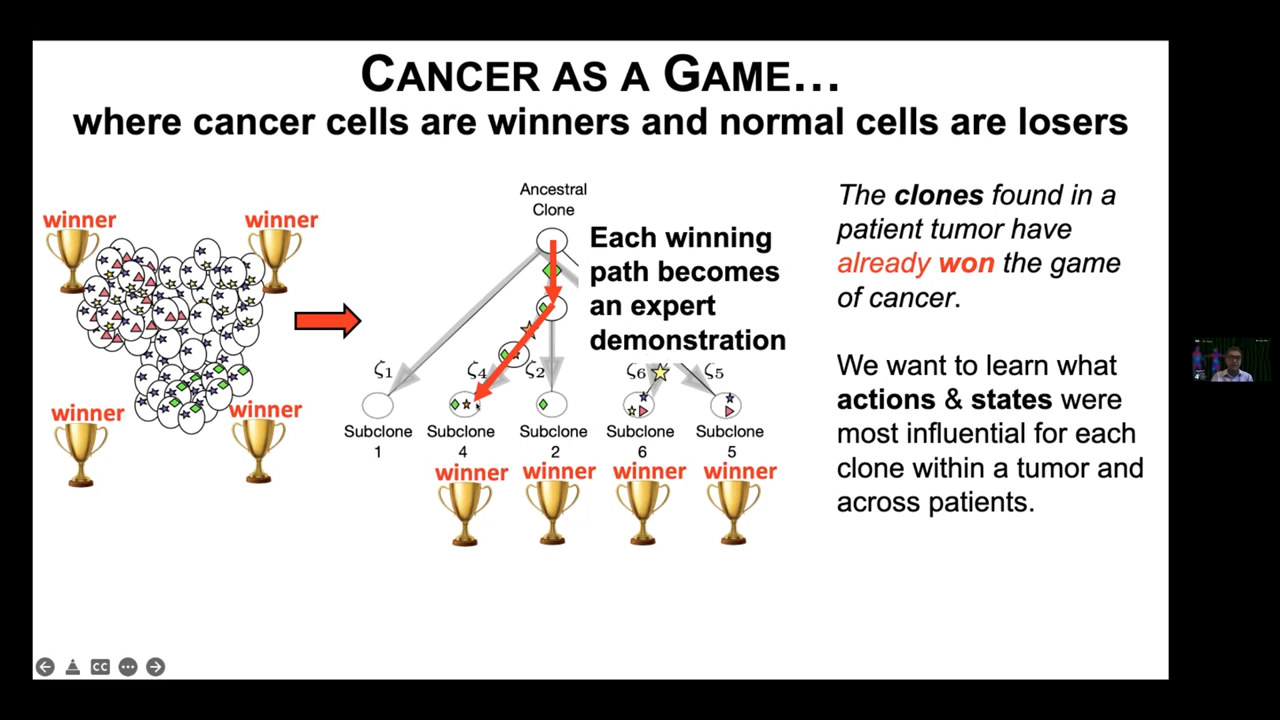 CANCER AS A GAME…
where cancer cells are winners and normal cells are losers
winner
winner
winner
winner
Ancestral
Clone
Each winning
path becomes
an expert
demonstration
ζ1
ζ4
ζ2
ζ6
ζ5
Subclone
1
Subclone
4
Subclone
2
Subclone
6
Subclone
5
winner
winner
winner
winner
The clones found in a
patient tumor have
already won the game
of cancer.
We want to learn what
actions & states were
most influential for each
clone within a tumor and
across patients.
CC